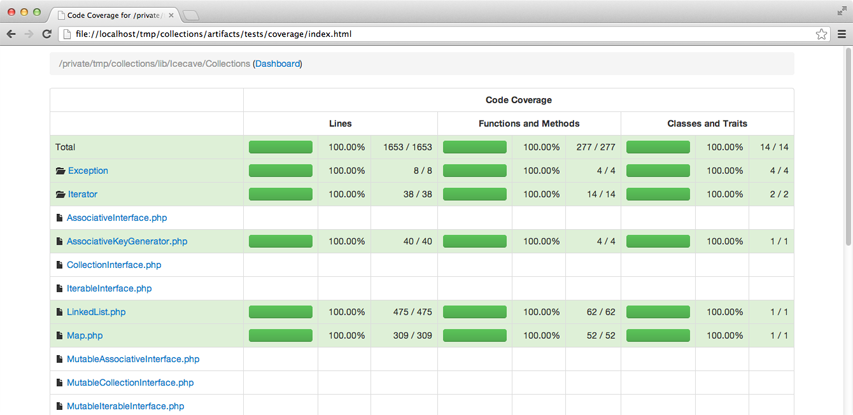 Code Coverage for /private/
file://localhost/tmp/collections/artifacts/tests/coverage/index.html
/private/tmp/collections/lib/Icecave/Collections (Dashboard)
Code Coverage
Lines Functions and Methods Classes and Traits
Total 100.00% 1653 / 1653 100.00% 277 / 277 100.00% 14 / 14
Exception 100.00% 8 / 8 100.00% 4 / 4 100.00% 4 / 4
Iterator 100.00% 38 / 38 100.00% 14 / 14 100.00% 2 / 2
AssociativeInterface.php
AssociativeKeyGenerator.php 100.00% 40 / 40 100.00% 4 / 4 100.00% 1 / 1
CollectionInterface.php
IterableInterface.php
LinkedList.php 100.00% 475 / 475 100.00% 62 / 62 100.00% 1 / 1
Map.php 100.00% 309 / 309 100.00% 52 / 52 100.00% 1 / 1
MutableAssociativeInterface.php
MutableCollectionInterface.php
MutableIterableInterface.php